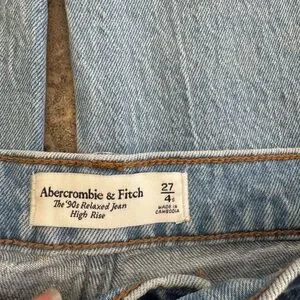 Abercrombie & Fitch
The '90s Relaxed Jean
High Rise
27
4s
MADE IN
CAMBODIA